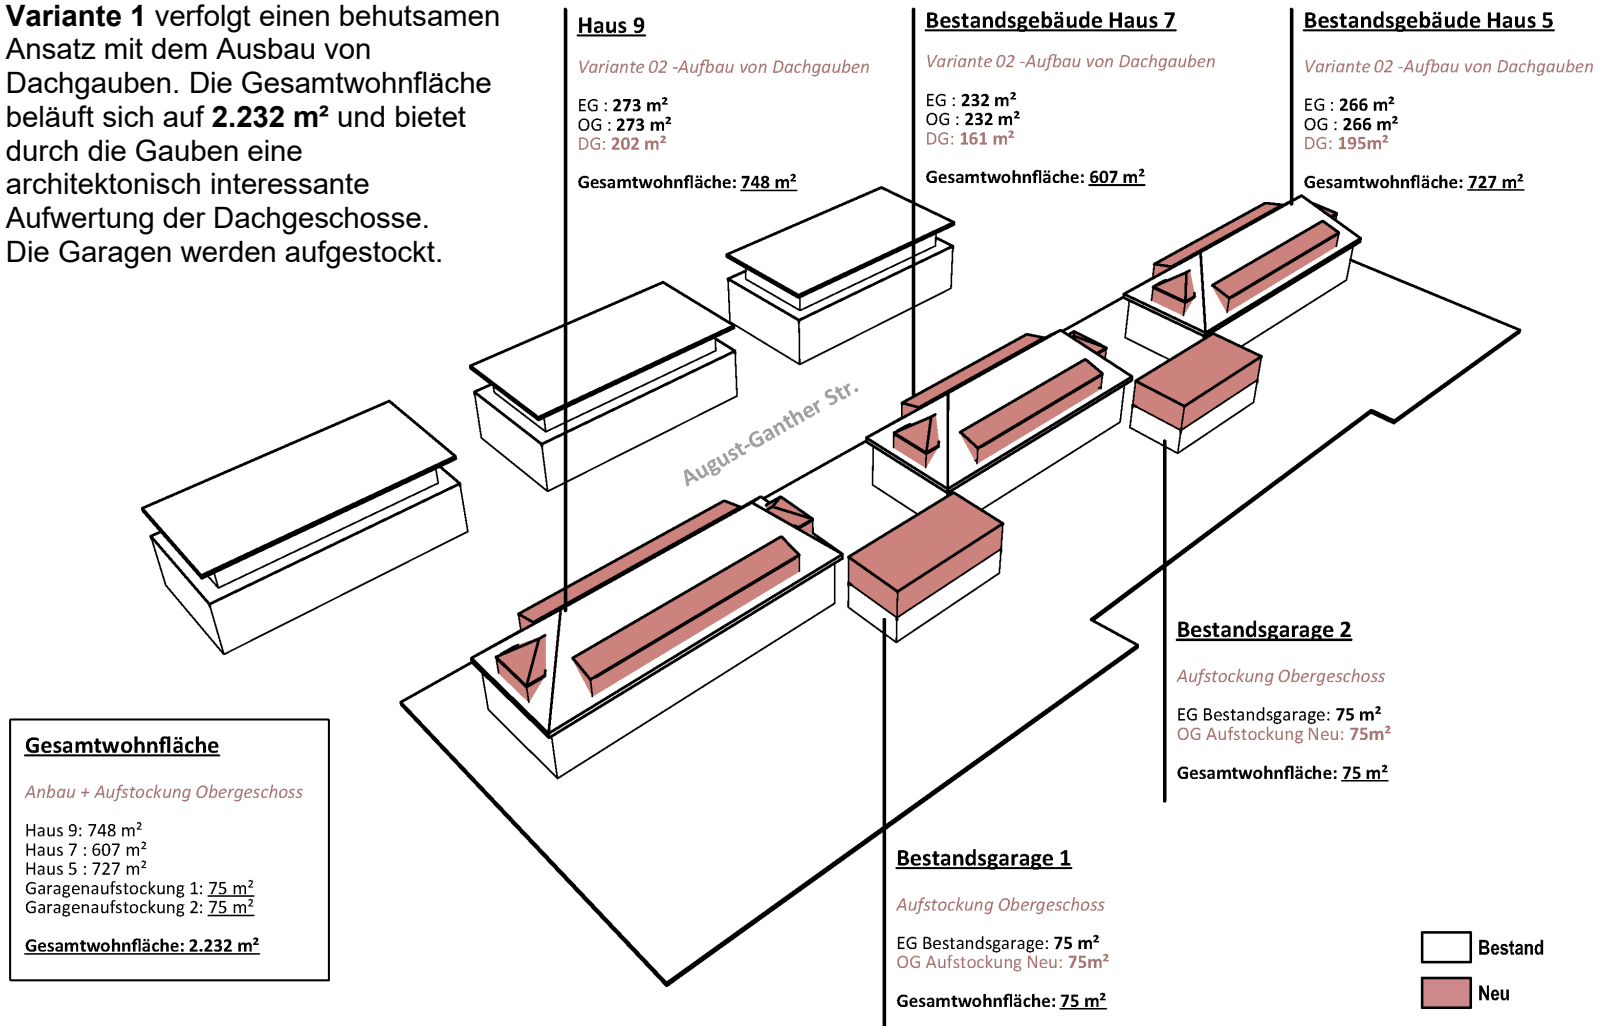 Variante 1 verfolgt einen behutsamen
Ansatz mit dem Ausbau von
Dachgauben. Die Gesamtwohnfläche
beläuft sich auf 2.232 m² und bietet
durch die Gauben eine
architektonisch interessante
Aufwertung der Dachgeschosse.
Die Garagen werden aufgestockt.
Haus 9
Variante 02 -Aufbau von Dachgauben
EG : 273 m²
OG : 273 m²
DG: 202 m²
Gesamtwohnfläche: 748 m²
Bestandsgebäude Haus 7
Variante 02 -Aufbau von Dachgauben
EG : 232 m²
OG : 232 m²
DG: 161 m²
Gesamtwohnfläche: 607 m²
Bestandsgebäude Haus 5
Variante 02 -Aufbau von Dachgauben
EG : 266 m²
OG : 266 m²
DG: 195m²
Gesamtwohnfläche: 727 m²
August-Ganther Str.
Bestandsgarage 2
Aufstockung Obergeschoss
EG Bestandsgarage: 75 m²
OG Aufstockung Neu: 75m²
Gesamtwohnfläche: 75 m²
Gesamtwohnfläche
Anbau + Aufstockung Obergeschoss
Haus 9: 748 m²
Haus 7 : 607 m²
Haus 5 : 727 m²
Garagenaufstockung 1: 75 m²
Garagenaufstockung 2: 75 m²
Gesamtwohnfläche: 2.232 m²
Bestandsgarage 1
Aufstockung Obergeschoss
EG Bestandsgarage: 75 m²
OG Aufstockung Neu: 75m²
Gesamtwohnfläche: 75 m²
Bestand
Neu